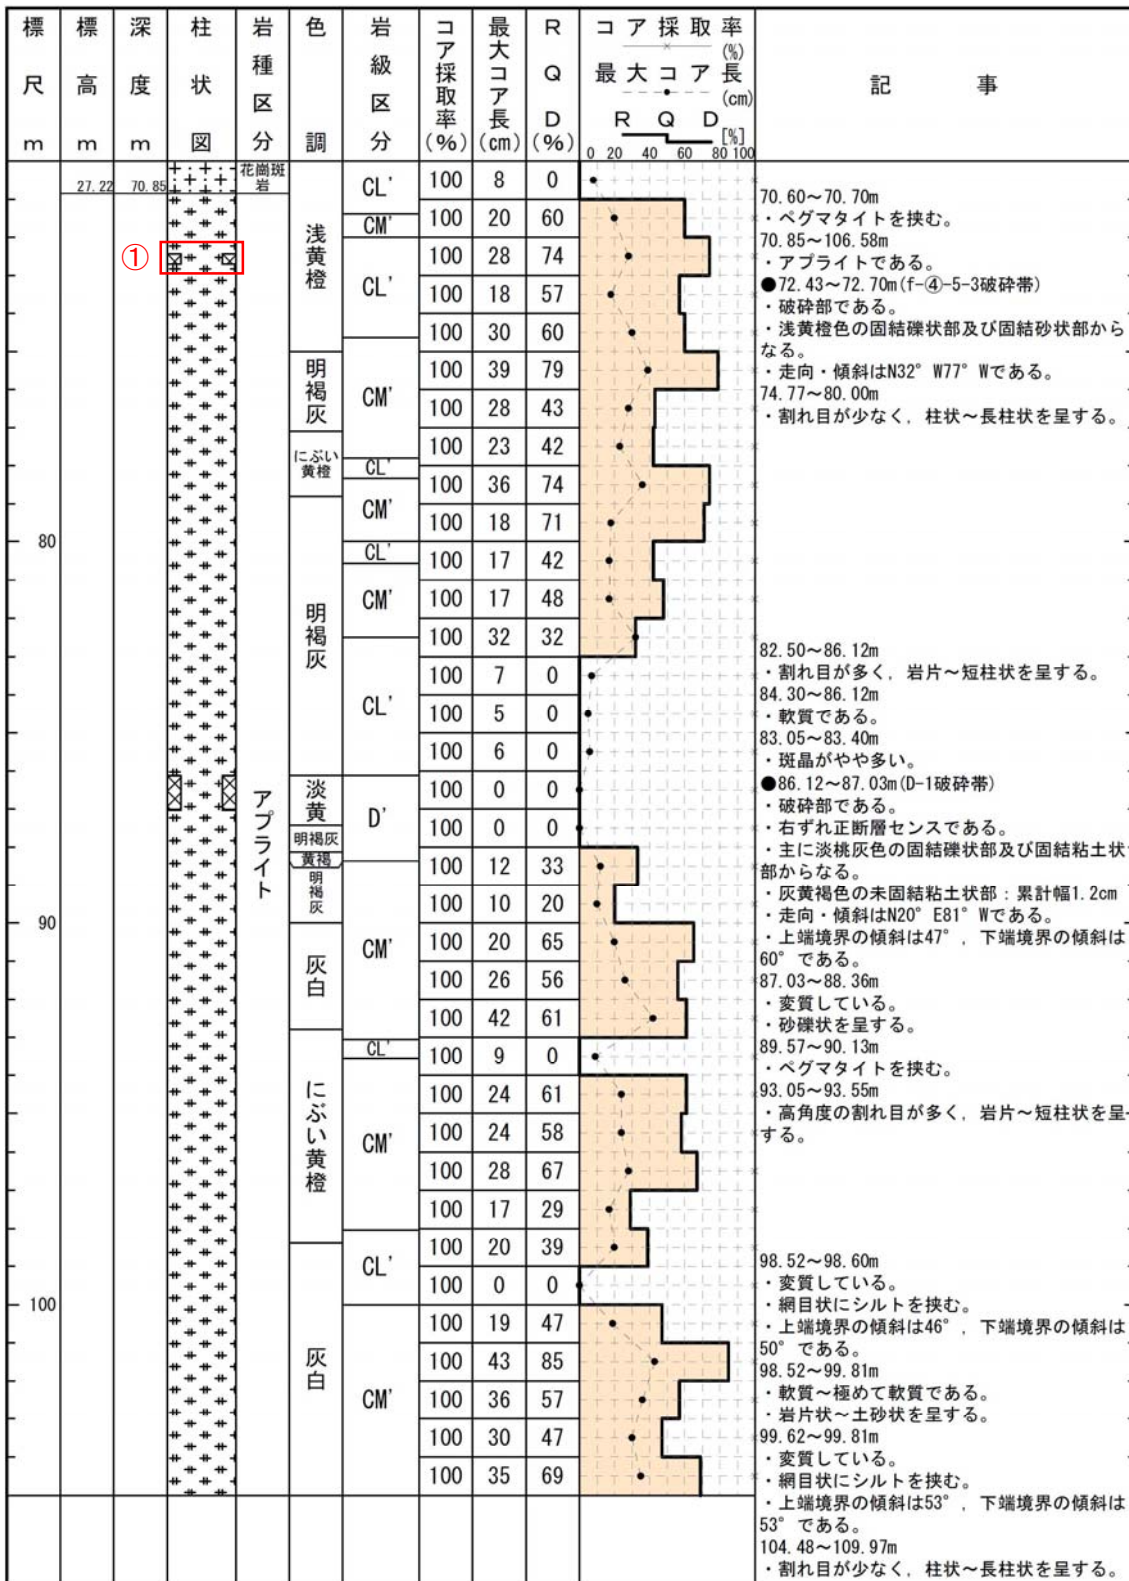 標尺m
標高m
深度m
柱状図
岩種区分
色調
岩級区分
コア採取率(%)
最大コア長(cm)
RQD(%)
コア採取率(%)
最大コア長(cm)
RQD[%]
0 20 40 60 80 100
記事
27.22 70.85
①
80
90
100
花崗斑岩
アプライト
浅黄橙
明褐灰
にぶい黄橙
明褐灰
淡黄
明褐灰
黄褐
明褐灰
灰白
にぶい黄橙
灰白
CL'
CM'
CL'
CM'
CL'
CM'
CL'
CM'
CL'
D'
CM'
CL'
CM'
CL'
CM'
100 8 0
100 20 60
100 28 74
100 18 57
100 30 60
100 39 79
100 28 43
100 23 42
100 36 74
100 18 71
100 17 42
100 17 48
100 32 32
100 7 0
100 5 0
100 6 0
100 0 0
100 0 0
100 12 33
100 10 20
100 20 65
100 26 56
100 42 61
100 9 0
100 24 61
100 24 58
100 28 67
100 17 29
100 20 39
100 0 0
100 19 47
100 43 85
100 36 57
100 30 47
100 35 69
70.60～70.70m
・ペグマタイトを挟む。
70.85～106.58m
・アプライトである。
●72.43～72.70m(f-④-5-3破砕帯)
・破砕部である。
・浅黄橙色の固結礫状部及び固結砂状部から
なる。
・走向・傾斜はN32°W77°Wである。
74.77～80.00m
・割れ目が少なく，柱状～長柱状を呈する。
82.50～86.12m
・割れ目が多く，岩片～短柱状を呈する。
84.30～86.12m
・軟質である。
83.05～83.40m
・斑晶がやや多い。
●86.12～87.03m(D-1破砕帯)
・破砕部である。
・右ずれ正断層センスである。
・主に淡桃灰色の固結礫状部及び固結粘土状
部からなる。
・灰黄褐色の未固結粘土状部：累計幅1.2cm
・走向・傾斜はN20°E81°Wである。
・上端境界の傾斜は47°，下端境界の傾斜は
60°である。
87.03～88.36m
・変質している。
・砂礫状を呈する。
89.57～90.13m
・ペグマタイトを挟む。
93.05～93.55m
・高角度の割れ目が多く，岩片～短柱状を呈
する。
98.52～98.60m
・変質している。
・網目状にシルトを挟む。
・上端境界の傾斜は46°，下端境界の傾斜は
50°である。
98.52～99.81m
・軟質～極めて軟質である。
・岩片状～土砂状を呈する。
99.62～99.81m
・変質している。
・網目状にシルトを挟む。
・上端境界の傾斜は53°，下端境界の傾斜は
53°である。
104.48～109.97m
・割れ目が少なく，柱状～長柱状を呈する。